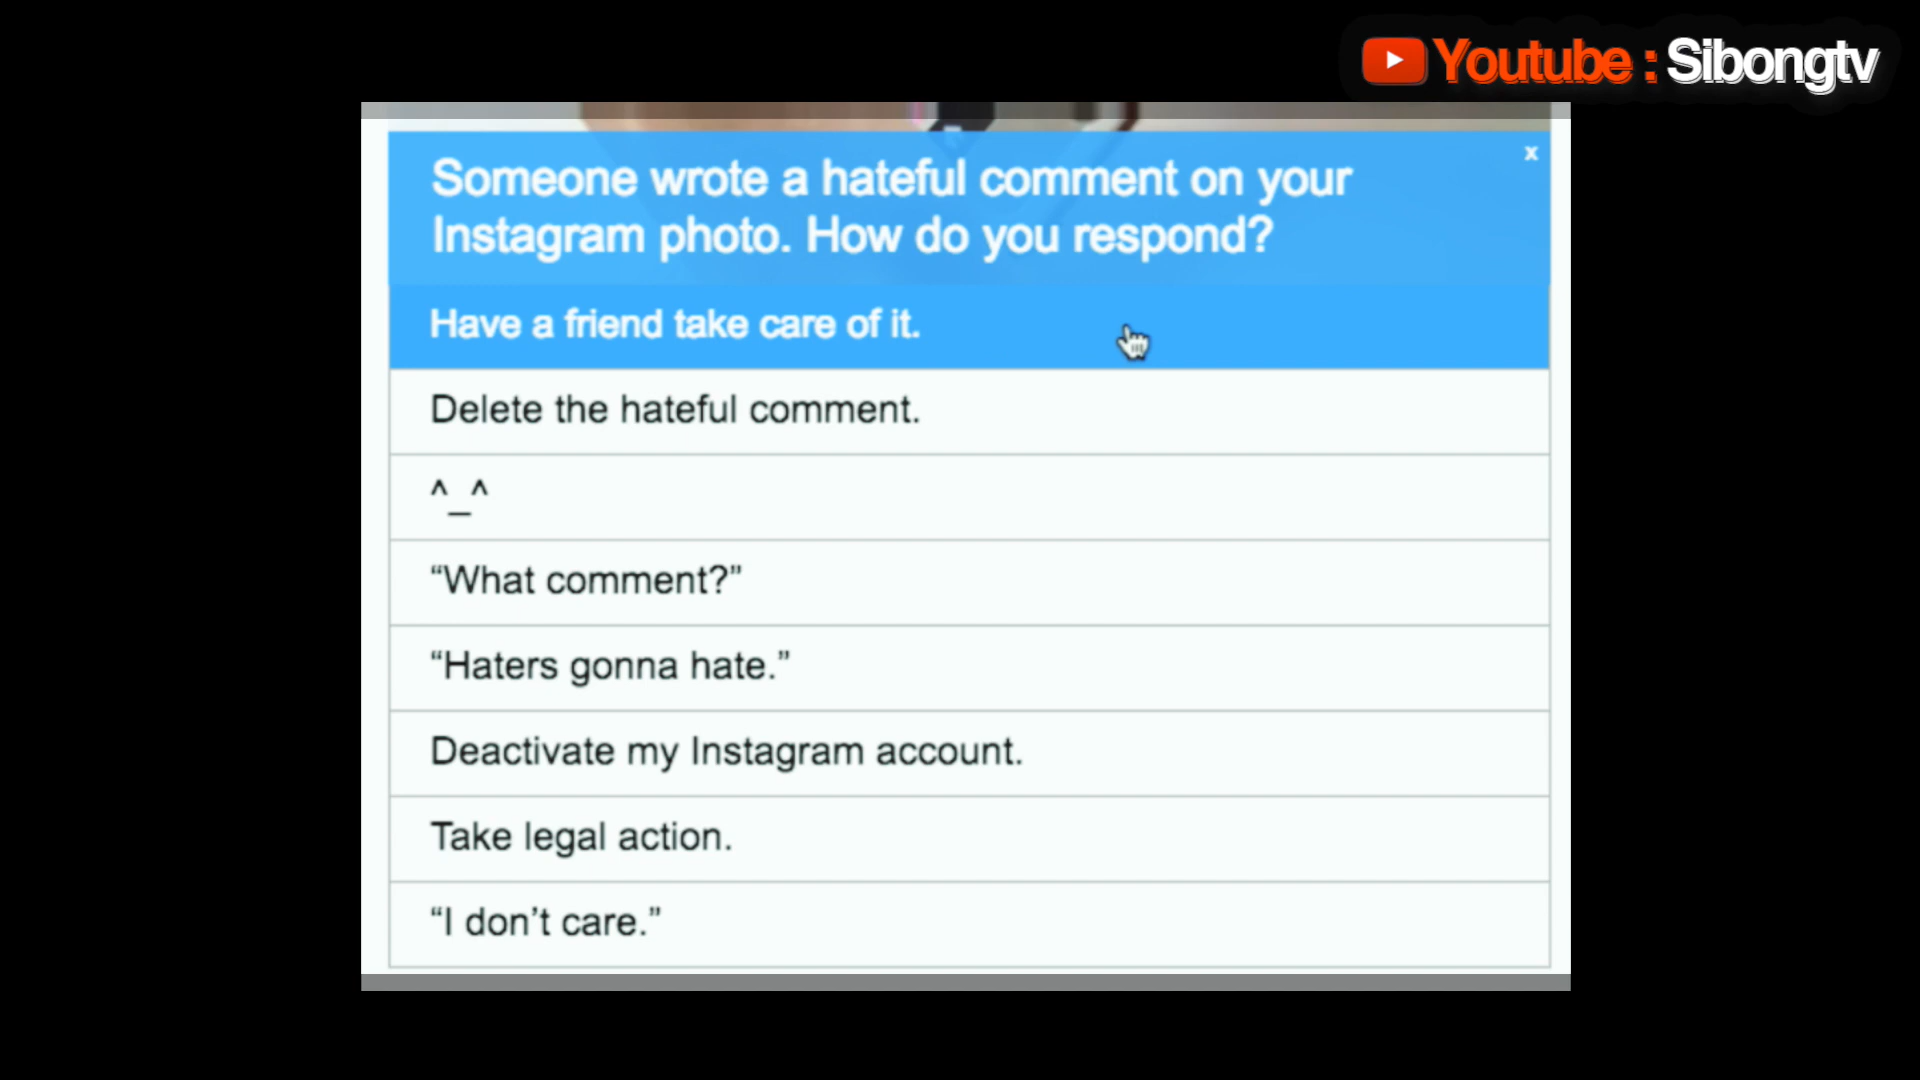 Youtube : Sibongtv
Someone wrote a hateful comment on your
Instagram photo. How do you respond?
x
Have a friend take care of it.
Delete the hateful comment.
^_^
“What comment?”
“Haters gonna hate.”
Deactivate my Instagram account.
Take legal action.
“I don’t care.”